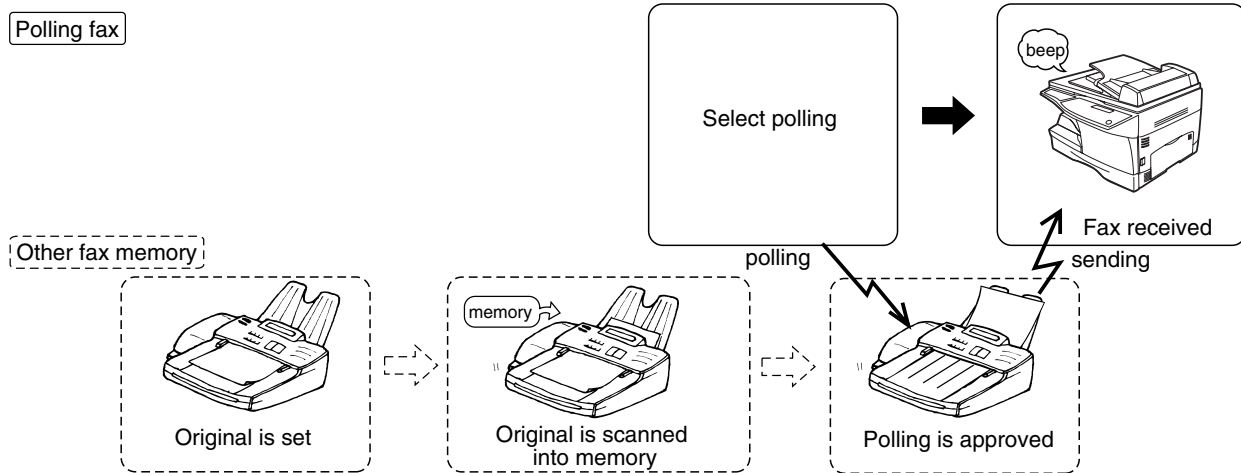 Polling fax
beep
Select polling
Fax received
Other fax memory
polling
sending
memory
Original is set
Original is scanned
into memory
Polling is approved